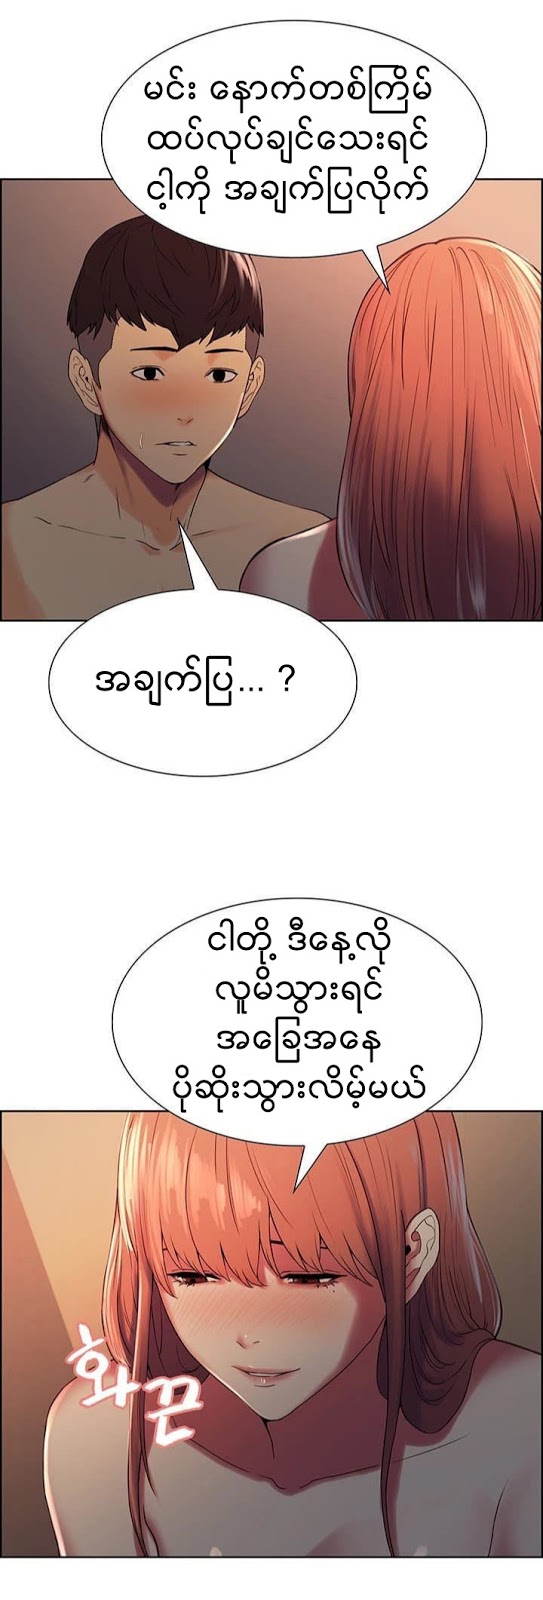 မင်း နောက်တစ်ကြိမ်
ထပ်လုပ်ချင်သေးရင်
ငါ့ကို အချက်ပြလိုက်
အချက်ပြ... ?
ငါတို့ ဒီနေ့လို
လူမိသွားရင်
အခြေအနေ
ပိုဆိုးသွားလိမ့်မယ်
화끈